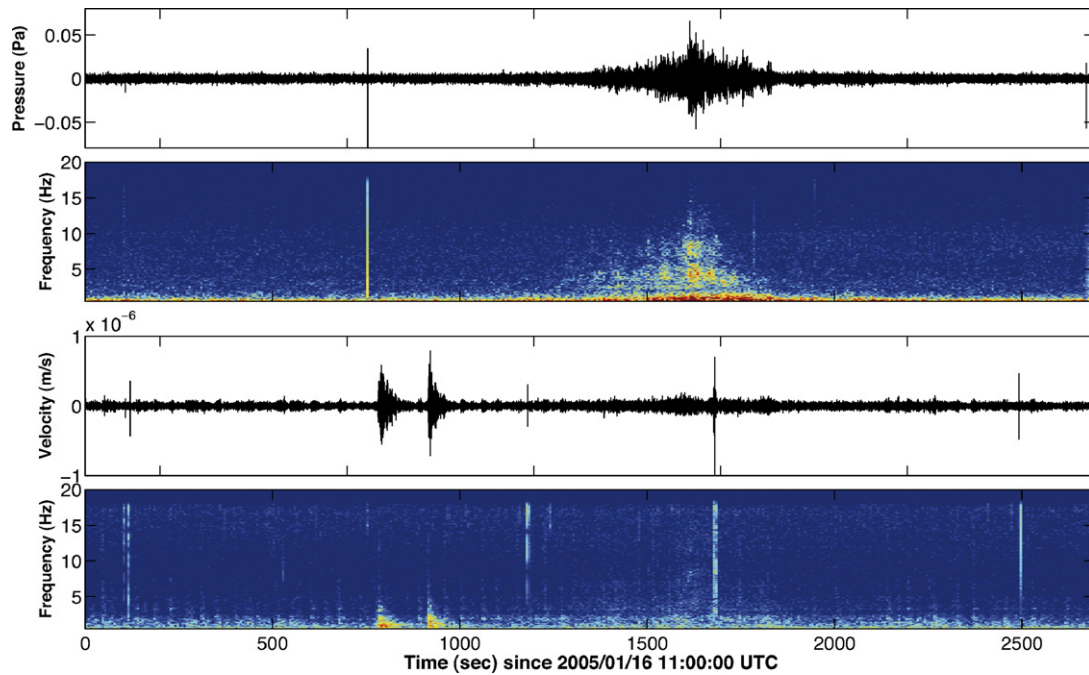 0.05
0
−0.05
Pressure (Pa)
20
15
10
5
Frequency (Hz)
x 10⁻⁶
1
0
−1
Velocity (m/s)
20
15
10
5
Frequency (Hz)
0 500 1000 1500 2000 2500
Time (sec) since 2005/01/16 11:00:00 UTC